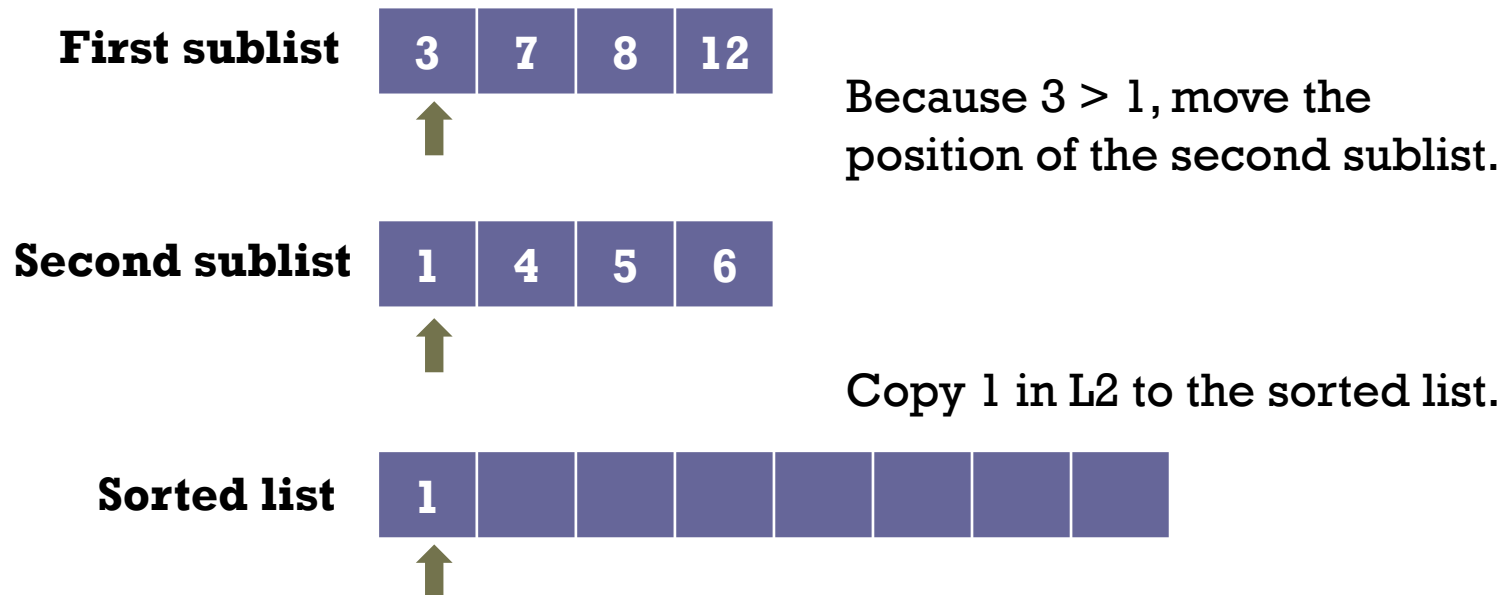 First sublist 3 7 8 12
Because 3 > 1, move the
position of the second sublist.
Second sublist 1 4 5 6
Copy 1 in L2 to the sorted list.
Sorted list 1